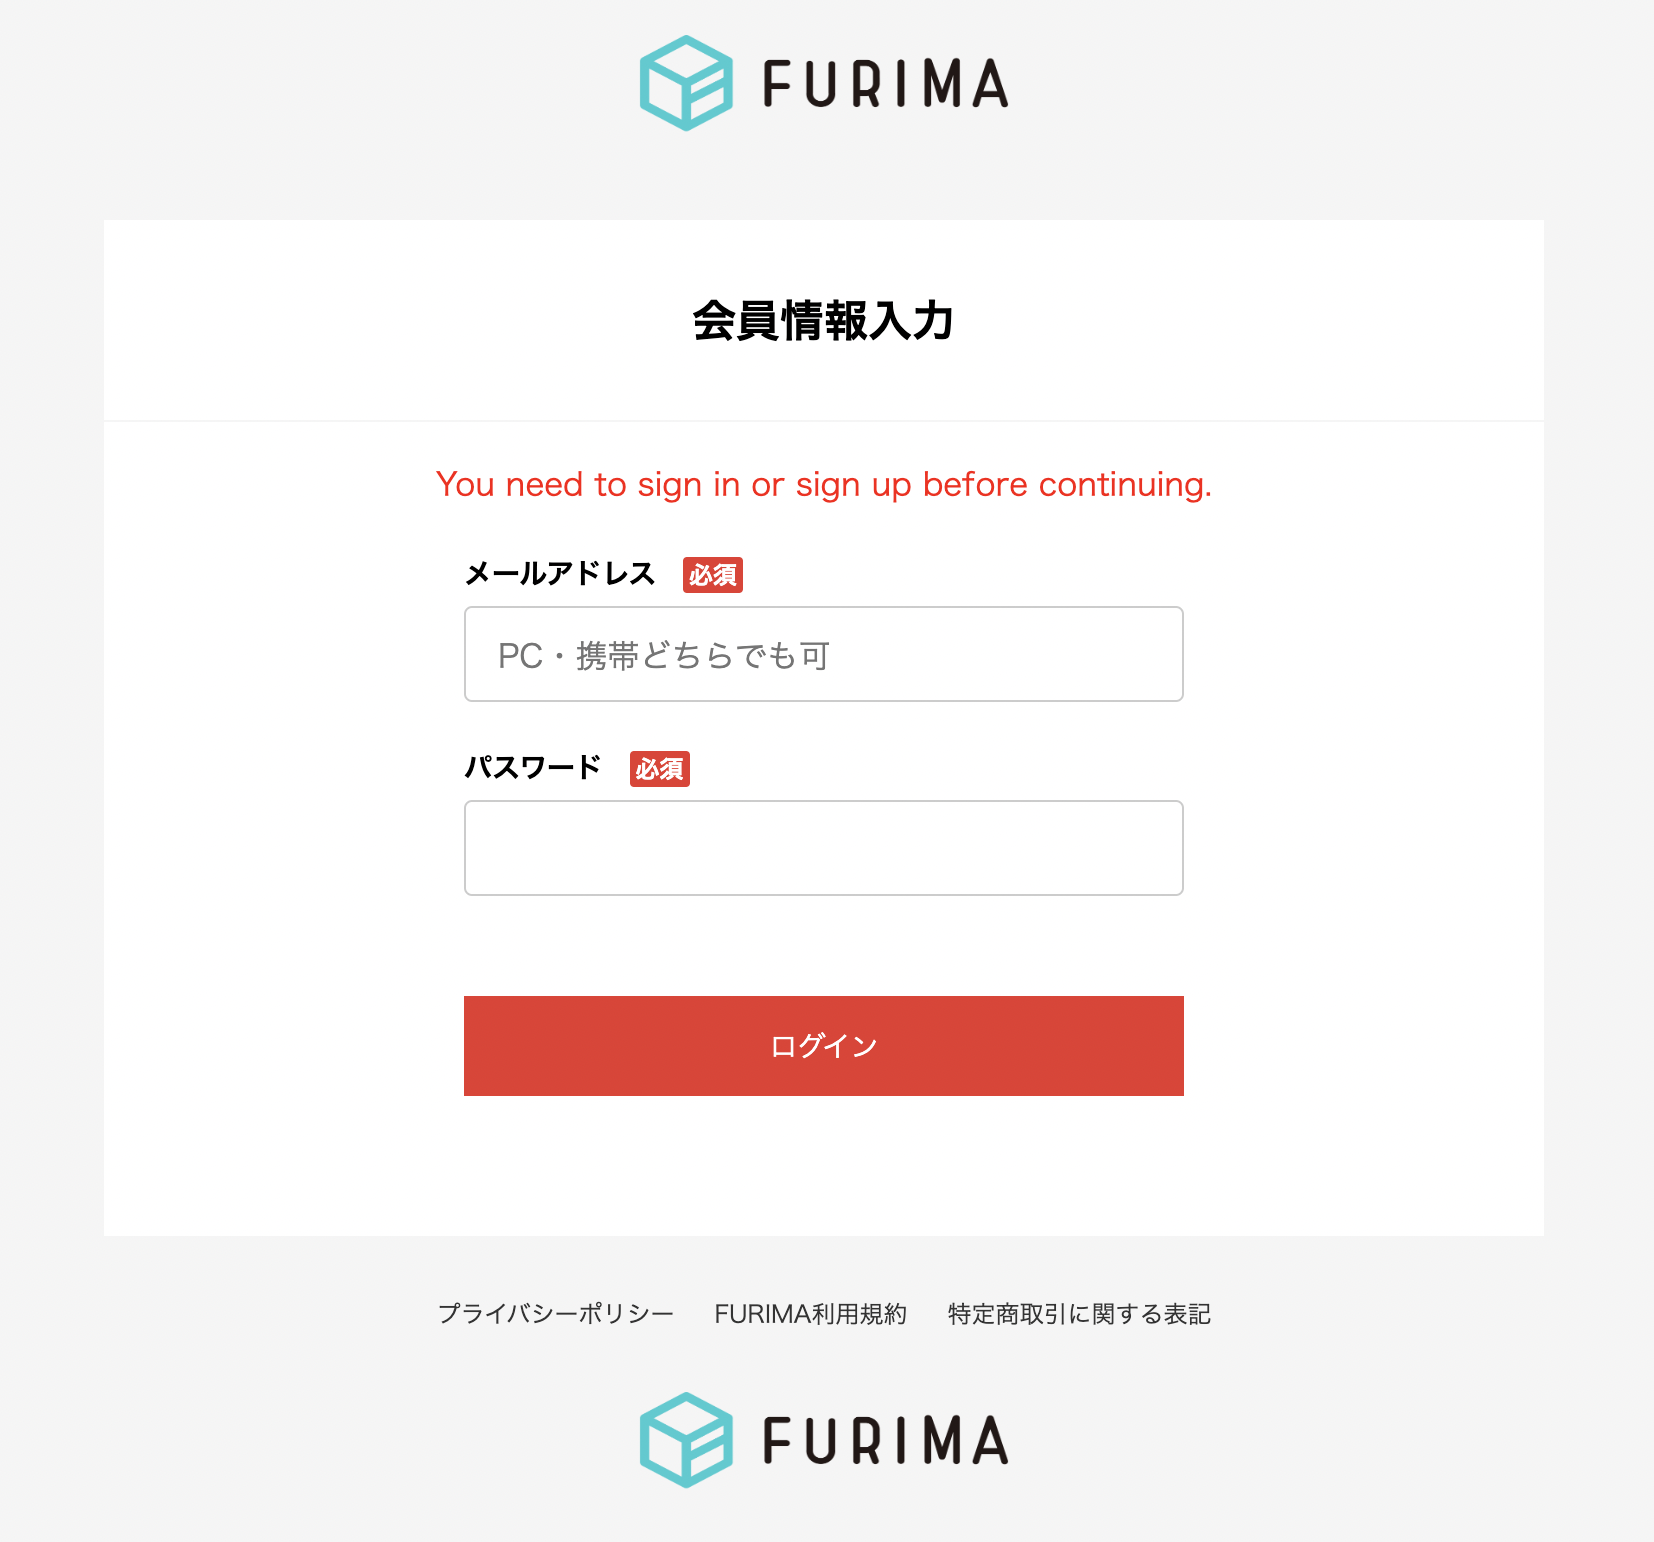 FURIMA
会員情報入力
You need to sign in or sign up before continuing.
メールアドレス 必須
PC・携帯どちらでも可
パスワード 必須
ログイン
プライバシーポリシー FURIMA利用規約 特定商取引に関する表記
FURIMA